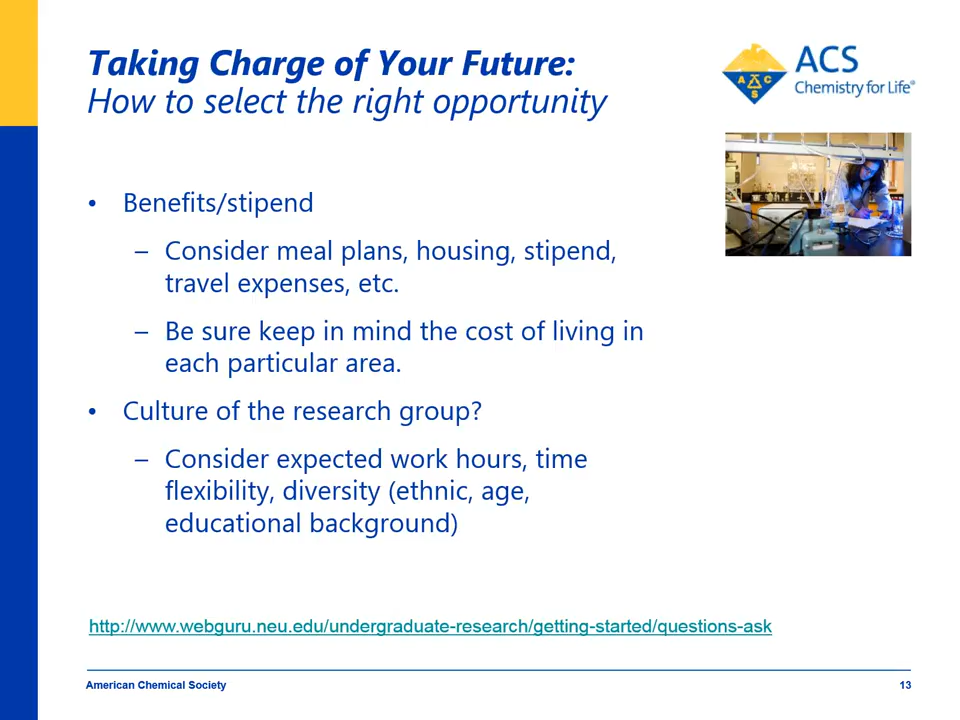 Taking Charge of Your Future:
How to select the right opportunity
ACS
Chemistry for Life®
A C S
• Benefits/stipend
– Consider meal plans, housing, stipend,
travel expenses, etc.
– Be sure keep in mind the cost of living in
each particular area.
• Culture of the research group?
– Consider expected work hours, time
flexibility, diversity (ethnic, age,
educational background)
http://www.webguru.neu.edu/undergraduate-research/getting-started/questions-ask
American Chemical Society
13